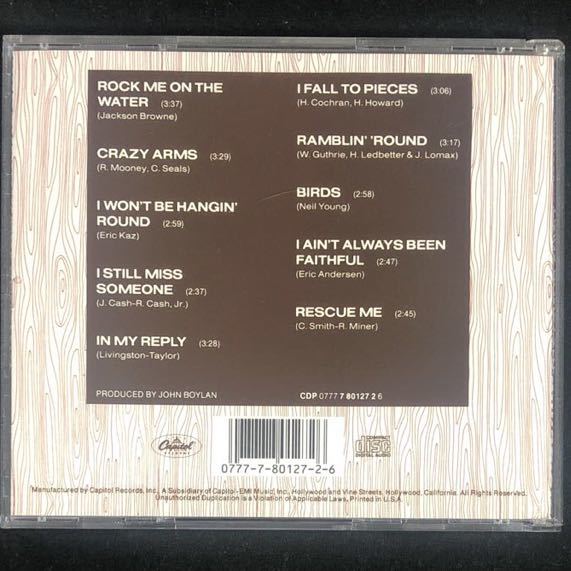 ROCK ME ON THE
WATER (3:37)
(Jackson Browne)
CRAZY ARMS (3:29)
(R. Mooney, C. Seals)
I WON'T BE HANGIN'
ROUND (2:59)
(Eric Kaz)
I STILL MISS
SOMEONE (2:37)
(J. Cash-R. Cash, Jr.)
IN MY REPLY (3:28)
(Livingston-Taylor)
I FALL TO PIECES (3:06)
(H. Cochran, H. Howard)
RAMBLIN' 'ROUND (3:17)
(W. Guthrie, H. Ledbetter & J. Lomax)
BIRDS (2:58)
(Neil Young)
I AIN'T ALWAYS BEEN
FAITHFUL (2:47)
(Eric Andersen)
RESCUE ME (2:45)
(C. Smith-R. Miner)
PRODUCED BY JOHN BOYLAN
CDP 0777 7 80127 2 6
Capitol
RECORDS
0777-7-80127-2-6
COMPACT
disc
DIGITAL AUDIO
Manufactured by Capitol Records, Inc., A Subsidiary of Capitol-EMI Music, Inc., Hollywood and Vine Streets, Hollywood, California. All Rights Reserved.
Unauthorized Duplication is a Violation of Applicable Laws. Printed in U.S.A.